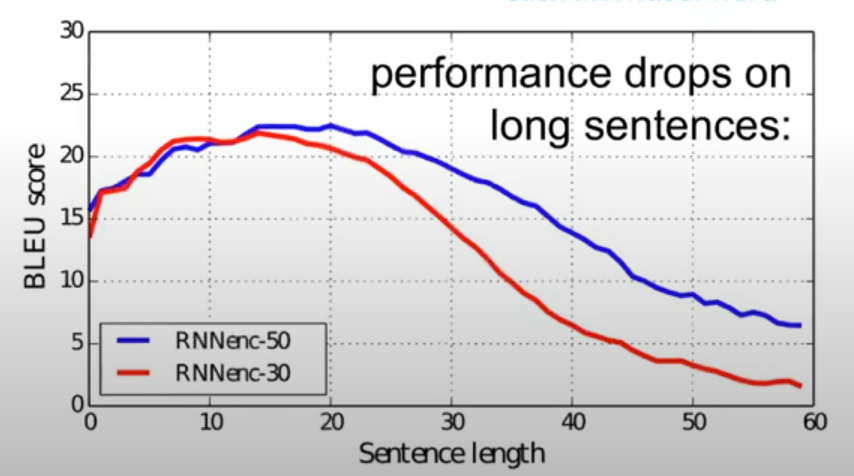 performance drops on
long sentences:
30
25
20
15
10
5
0
BLEU score
RNNenc-50
RNNenc-30
0 10 20 30 40 50 60
Sentence length